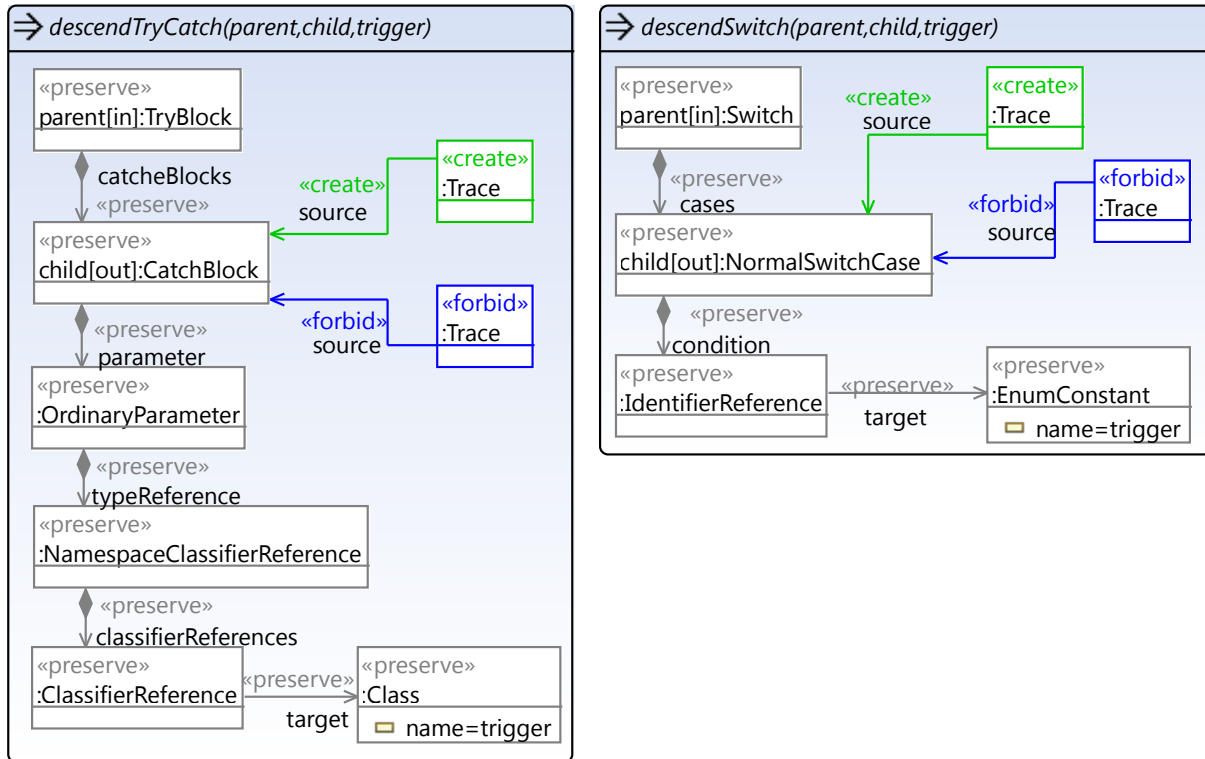 descendTryCatch(parent,child,trigger)
«preserve»
parent[in]:TryBlock
catcheBlocks
«preserve»
«create»
source
«create»
:Trace
«preserve»
child[out]:CatchBlock
«forbid»
source
«forbid»
:Trace
«preserve»
parameter
«preserve»
:OrdinaryParameter
«preserve»
typeReference
«preserve»
:NamespaceClassifierReference
«preserve»
classifierReferences
«preserve»
:ClassifierReference
«preserve»
target
«preserve»
:Class
name=trigger
descendSwitch(parent,child,trigger)
«preserve»
parent[in]:Switch
«create»
source
«create»
:Trace
«preserve»
cases
«forbid»
source
«forbid»
:Trace
«preserve»
child[out]:NormalSwitchCase
«preserve»
condition
«preserve»
:IdentifierReference
«preserve»
target
«preserve»
:EnumConstant
name=trigger